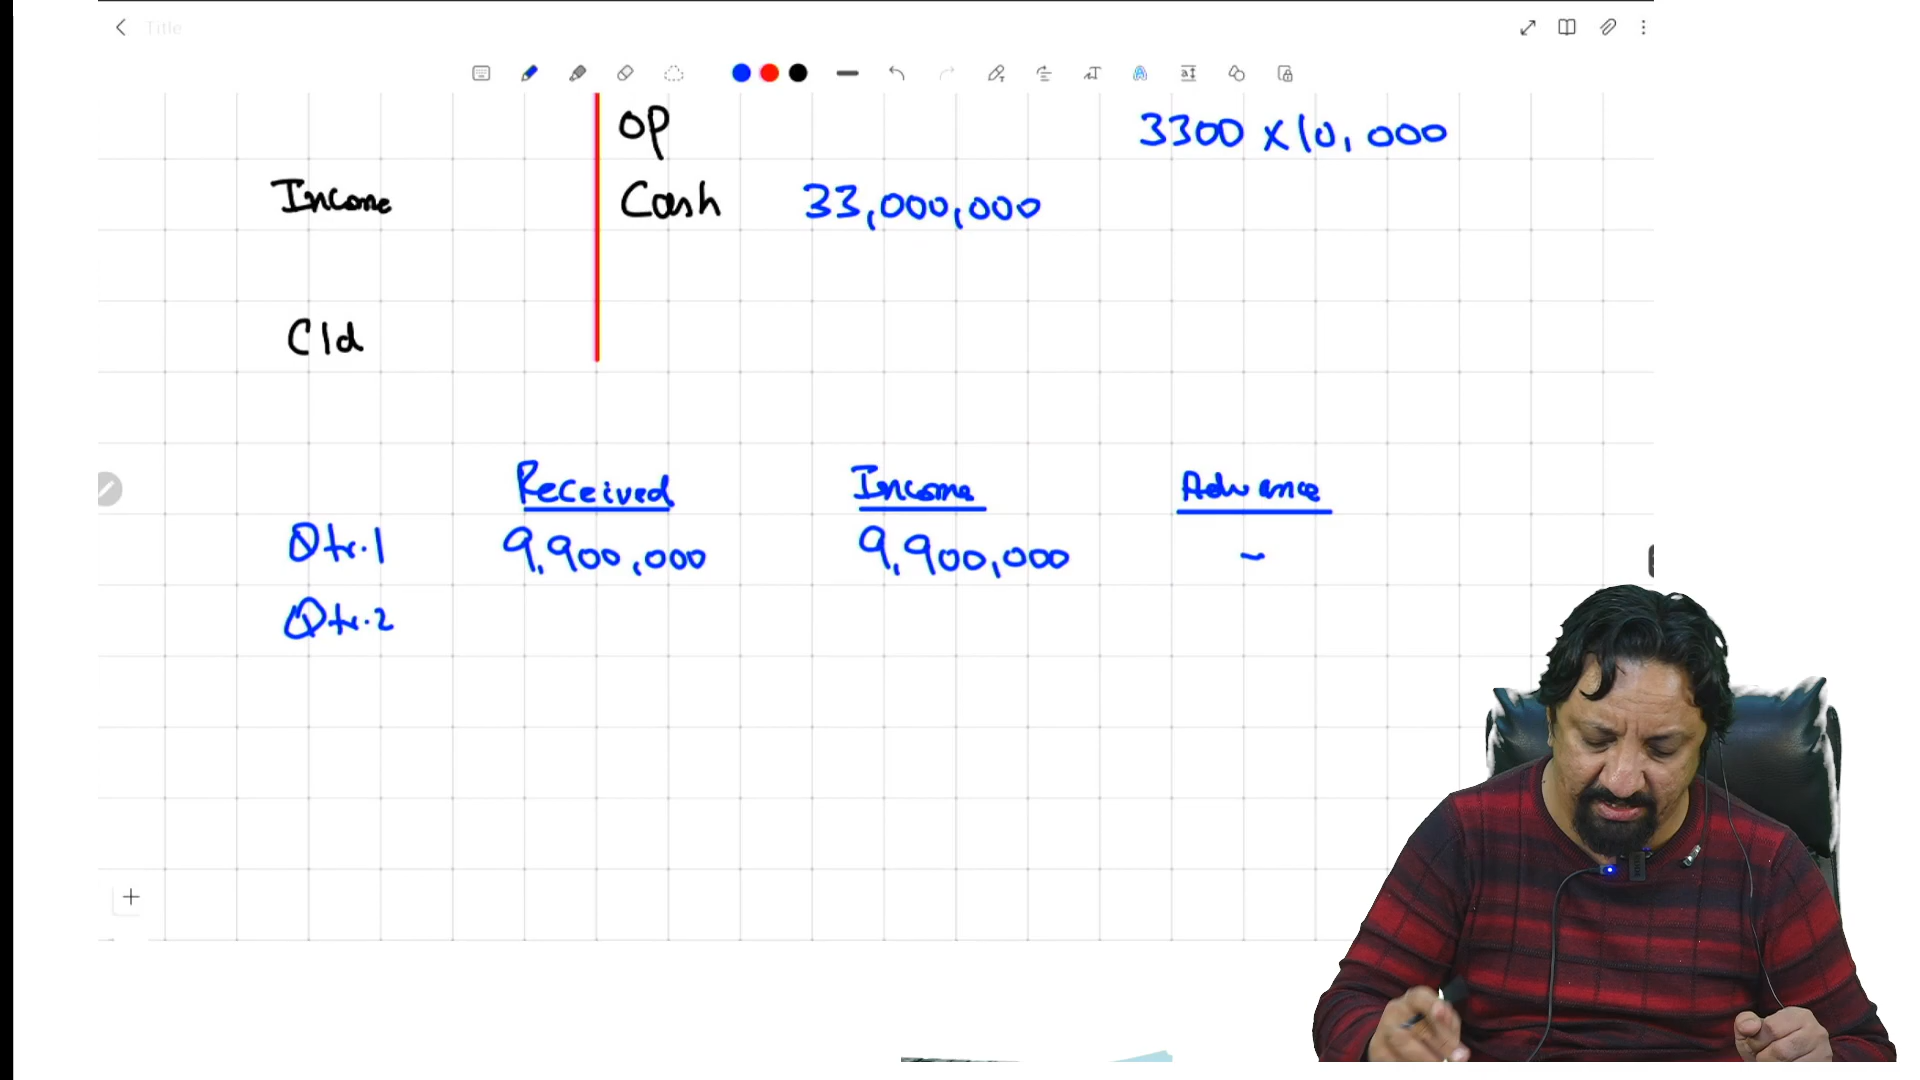 Title
OP 3300 × 10,000
Income Cash 33,000,000
C/d
Received Income Advance
Qtr.1 9,900,000 9,900,000 -
Qtr.2